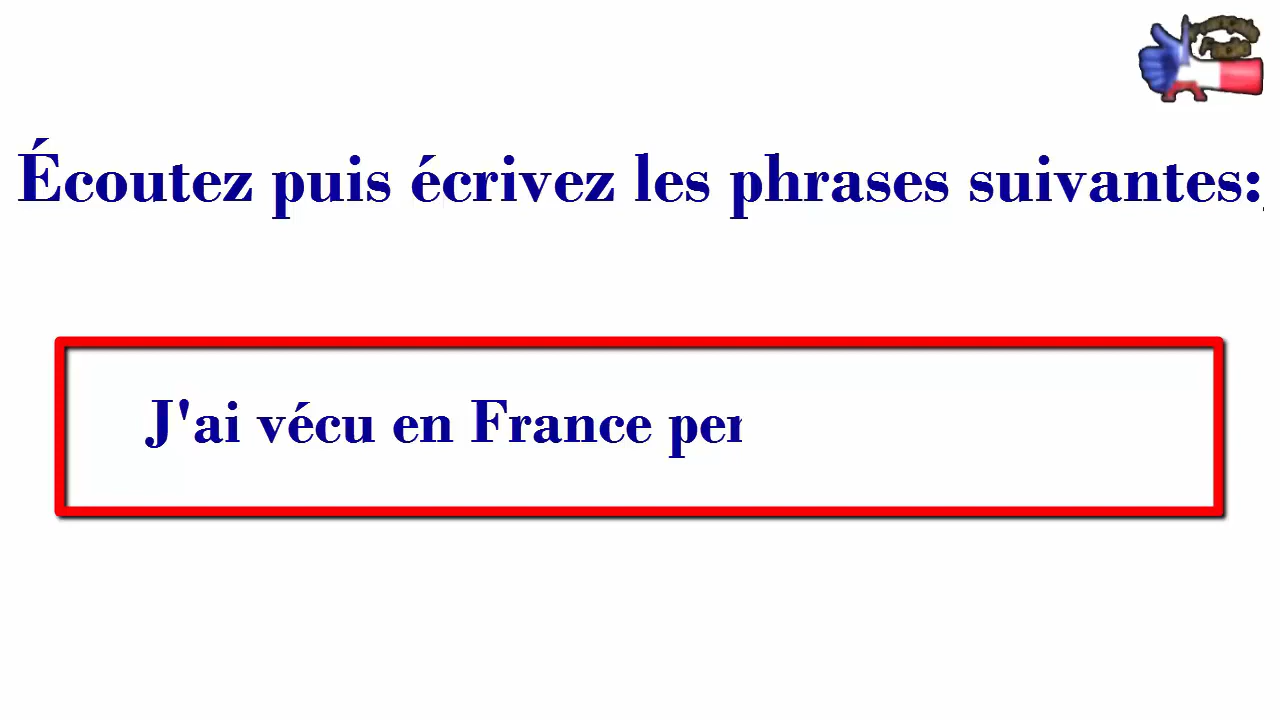 Écoutez puis écrivez les phrases suivantes:
J'ai vécu en France